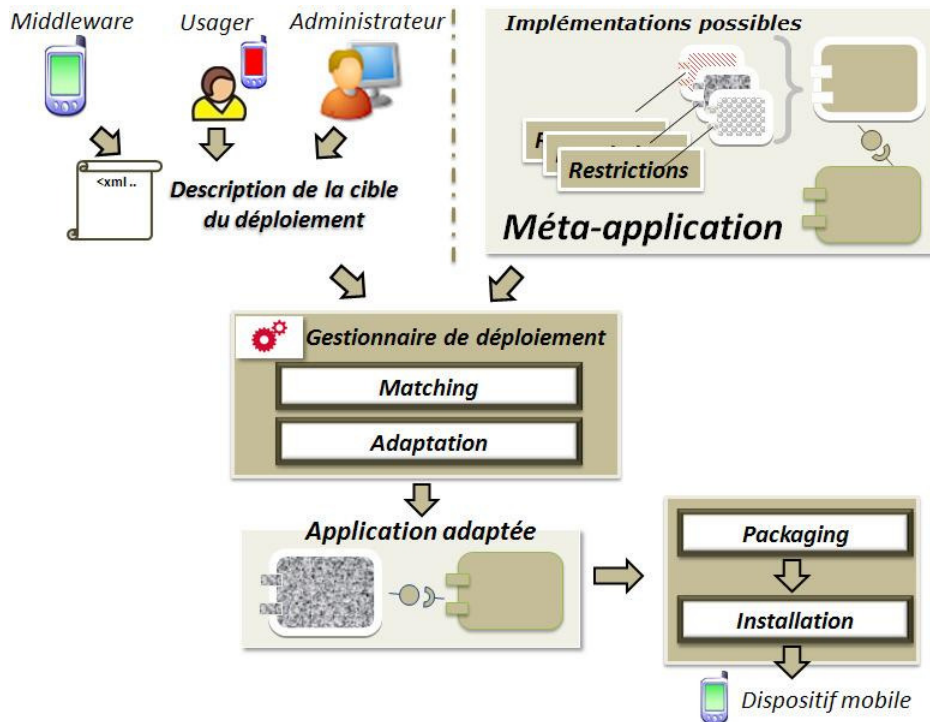 Middleware
Usager
Administrateur
<xml ..
Description de la cible
du déploiement
Implémentations possibles
Restrictions
Méta-application
Gestionnaire de déploiement
Matching
Adaptation
Application adaptée
Packaging
Installation
Dispositif mobile